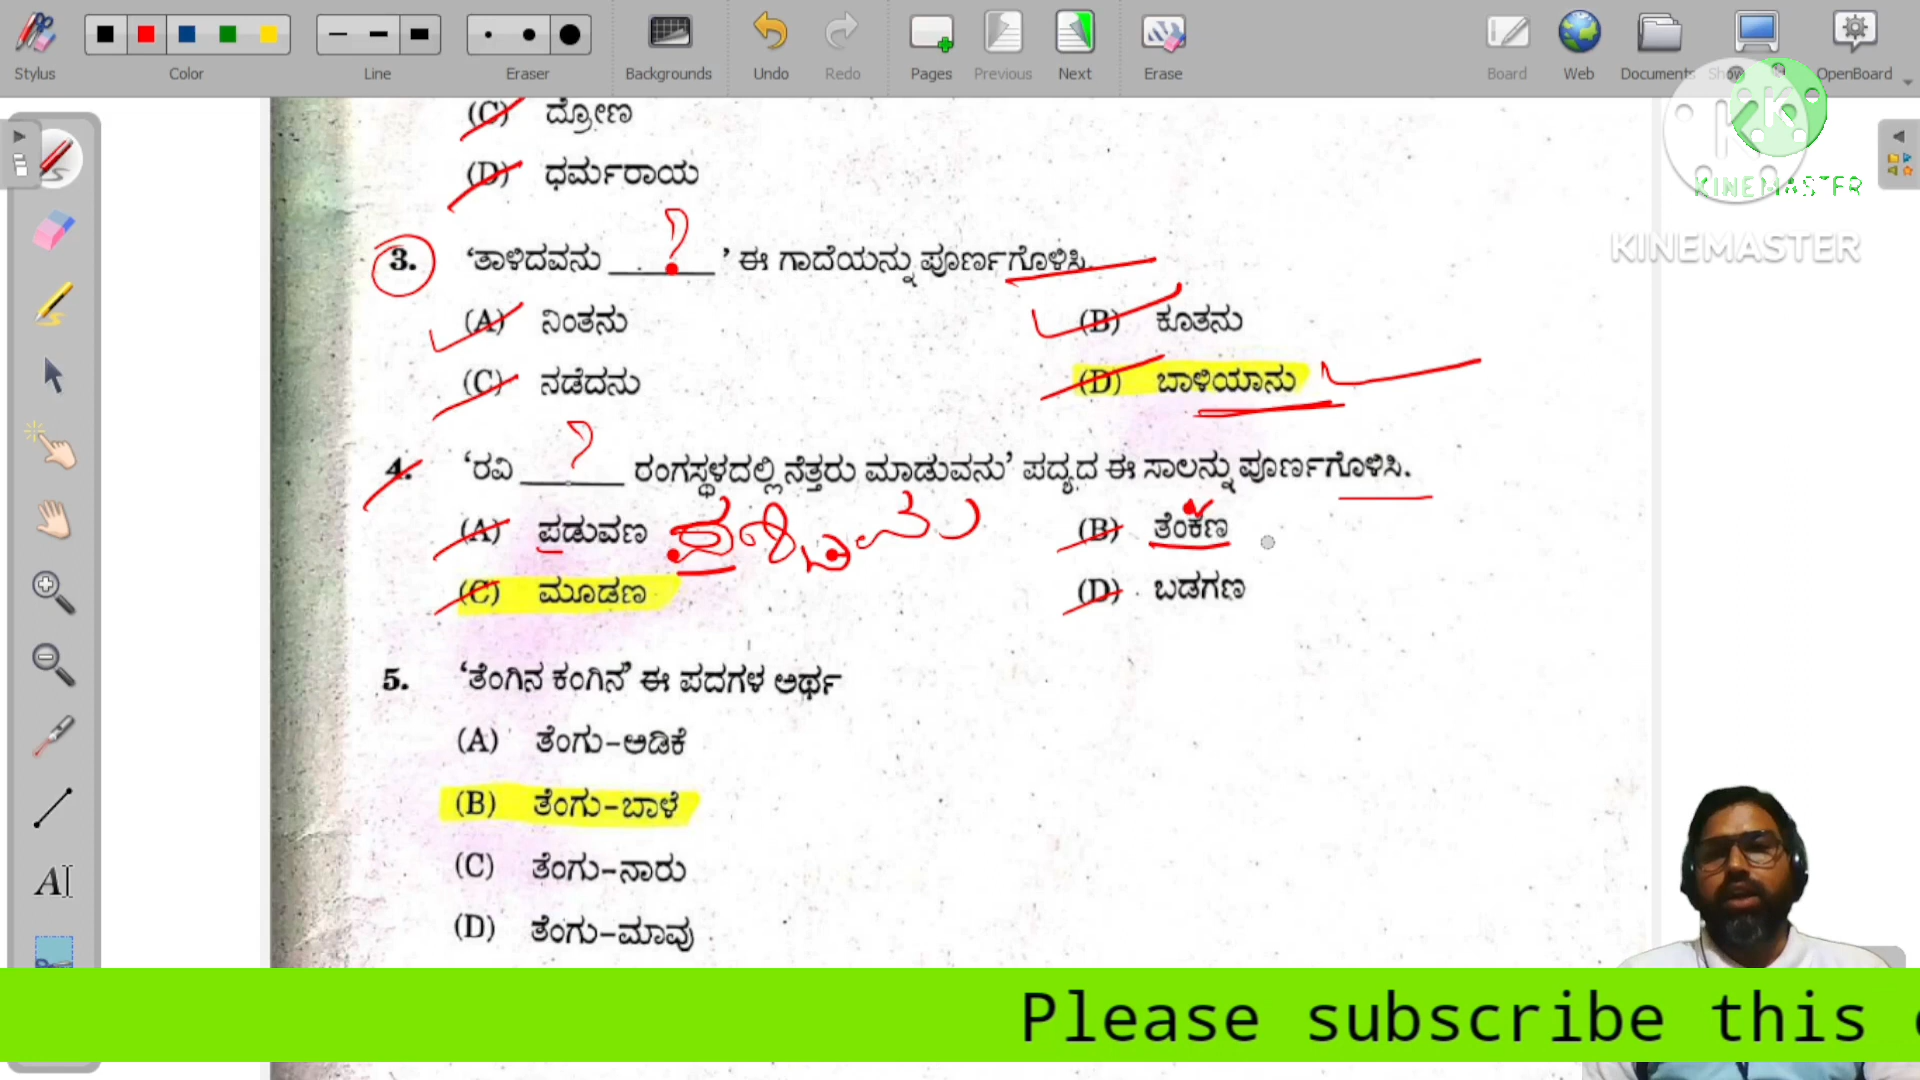 Stylus Color Line Eraser Backgrounds Undo Redo Pages Previous Next Erase Board Web Documents Show OpenBoard
(C) ದ್ರೋಣ
(D) ಧರ್ಮರಾಯ
KINEMASTER
KINEMASTER
3. ‘ತಾಳಿದವನು ______ ’ ಈ ಗಾದೆಯನ್ನು ಪೂರ್ಣಗೊಳಿಸಿ.
?
(A) ನಿಂತನು (B) ಕೂತನು
(C) ನಡೆದನು (D) ಬಾಳಿಯಾನು
4. ‘ರವಿ ______ ರಂಗಸ್ಥಳದಲ್ಲಿ ನೆತ್ತರು ಮಾಡುವನು’ ಪದ್ಯದ ಈ ಸಾಲನ್ನು ಪೂರ್ಣಗೊಳಿಸಿ.
?
(A) ಪಡುವಣ (B) ತೆಂಕಣ
(C) ಮೂಡಣ (D) ಬಡಗಣ
5. ‘ತೆಂಗಿನ ಕಂಗಿನ’ ಈ ಪದಗಳ ಅರ್ಥ
(A) ತೆಂಗು–ಅಡಿಕೆ
(B) ತೆಂಗು–ಬಾಳೆ
(C) ತೆಂಗು–ನಾರು
(D) ತೆಂಗು–ಮಾವು
Please subscribe this